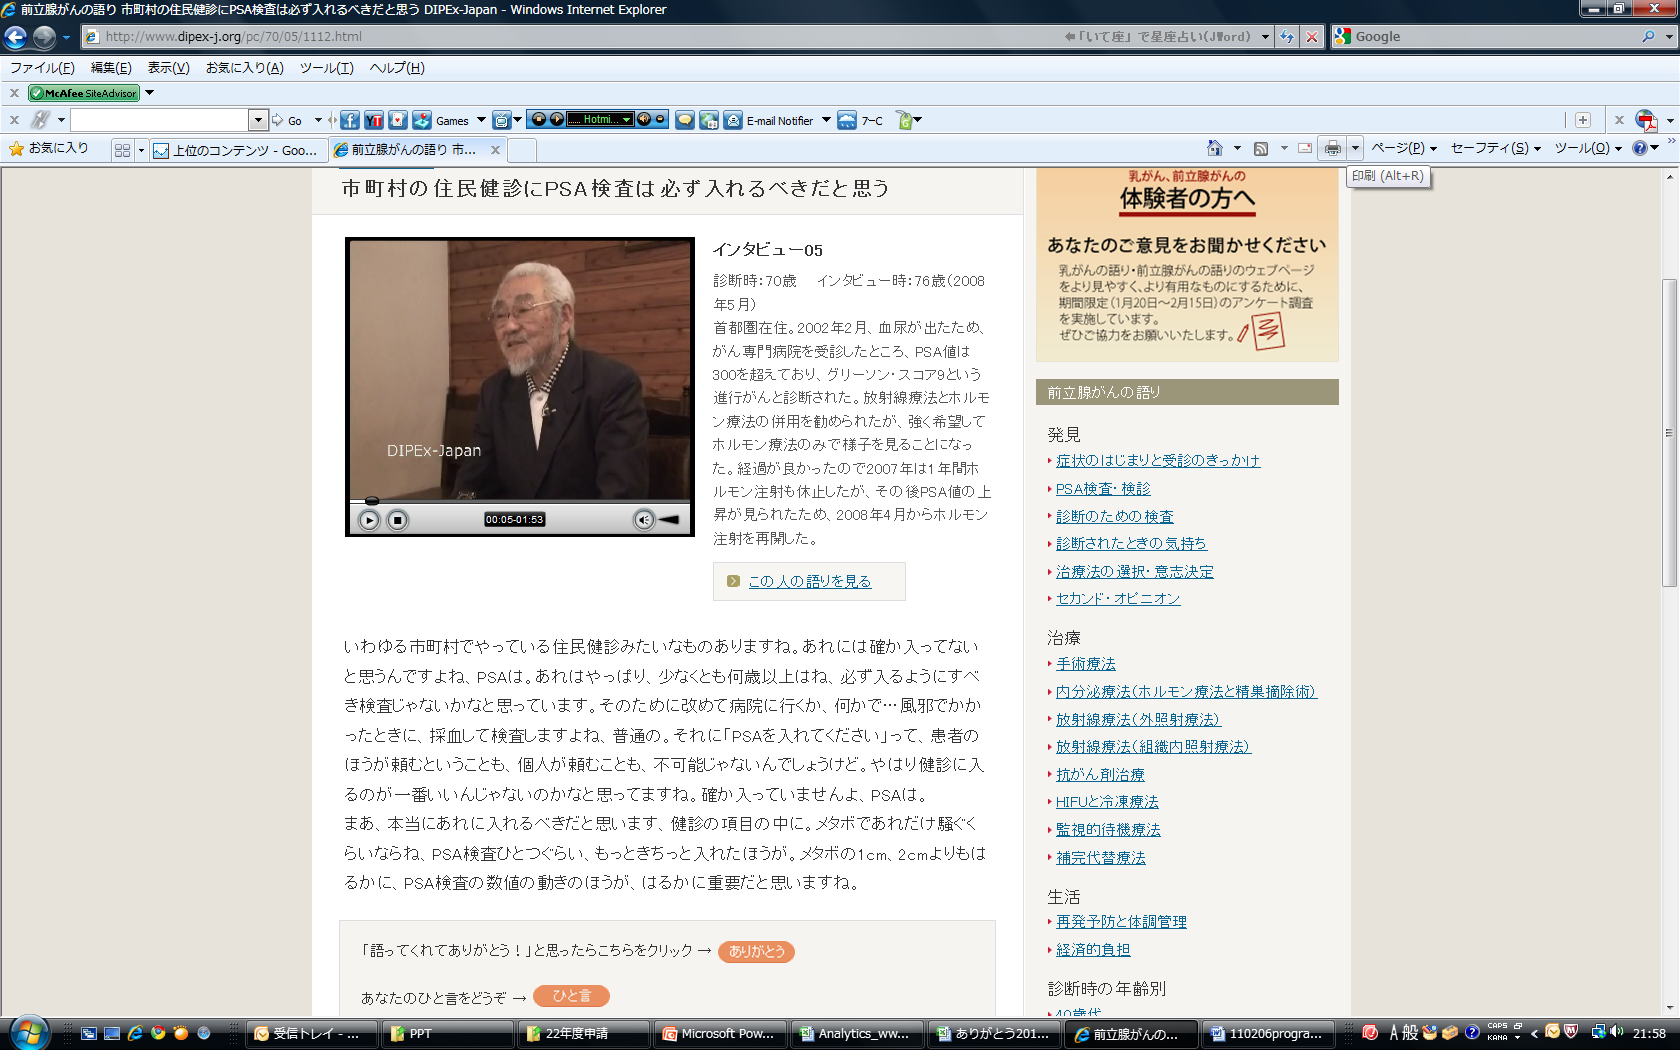 前立腺がんの語り 市町村の住民健診にPSA検査は必ず入れるべきだと思う DIPEx-Japan - Windows Internet Explorer
http://www.dipex-j.org/pc/70/05/1112.html
「いて座」で星座占い(JWord)
Google
ファイル(F) 編集(E) 表示(V) お気に入り(A) ツール(T) ヘルプ(H)
McAfee SiteAdvisor
Go
Games
Hotmi...
E-mail Notifier
7-C
お気に入り
上位のコンテンツ - Goo...
前立腺がんの語り 市...
ページ(P) セーフティ(S) ツール(O)
印刷 (Alt+R)
市町村の住民健診にPSA検査は必ず入れるべきだと思う
DIPEx-Japan
00:05-01:53
インタビュー05
診断時：70歳 インタビュー時：76歳（2008
年5月）
首都圏在住。2002年2月、血尿が出たため、
がん専門病院を受診したところ、PSA値は
300を超えており、グリーソン・スコア9という
進行がんと診断された。放射線療法とホルモ
ン療法の併用を勧められたが、強く希望して
ホルモン療法のみで様子を見ることになっ
た。経過が良かったので2007年は1年間ホ
ルモン注射も休止したが、その後PSA値の上
昇が見られたため、2008年4月からホルモン
注射を再開した。
この人の語りを見る
いわゆる市町村でやっている住民健診みたいなものありますね。あれには確か入ってない
と思うんですよね、PSAは。あれはやっぱり、少なくとも何歳以上はね、必ず入るようにすべ
き検査じゃないかなと思っています。そのために改めて病院に行くか、何かで…風邪でかか
ったときに、採血して検査しますよね、普通の。それに「PSAを入れてください」って、患者の
ほうが頼むということも、個人が頼むことも、不可能じゃないんでしょうけど。やはり健診に入
るのが一番いいんじゃないのかなと思ってますね。確か入っていませんよ、PSAは。
まあ、本当にあれに入れるべきだと思います、健診の項目の中に。メタボであれだけ騒ぐく
らいならね、PSA検査ひとつぐらい、もっときちっと入れたほうが。メタボの1cm、2cmよりもは
るかに、PSA検査の数値の動きのほうが、はるかに重要だと思いますね。
「語ってくれてありがとう！」と思ったらこちらをクリック → ありがとう
あなたのひと言をどうぞ → ひと言
乳がん、前立腺がんの
体験者の方へ
あなたのご意見をお聞かせください
乳がんの語り・前立腺がんの語りのウェブページ
をより見やすく、より有用なものにするために、
期間限定（1月20日～2月15日）のアンケート調査
を実施しています。
ぜひご協力をお願いいたします。
前立腺がんの語り
発見
症状のはじまりと受診のきっかけ
PSA検査・検診
診断のための検査
診断されたときの気持ち
治療法の選択・意志決定
セカンド・オピニオン
治療
手術療法
内分泌療法（ホルモン療法と精巣摘除術）
放射線療法（外照射療法）
放射線療法（組織内照射療法）
抗がん剤治療
HIFUと冷凍療法
監視的待機療法
補完代替療法
生活
再発予防と体調管理
経済的負担
診断時の年齢別
40歳代
受信トレイ - ...
PPT
22年度申請
Microsoft Pow...
Analytics_ww...
ありがとう201...
前立腺がんの...
110206progra...
A 般
CAPS
KANA
21:58